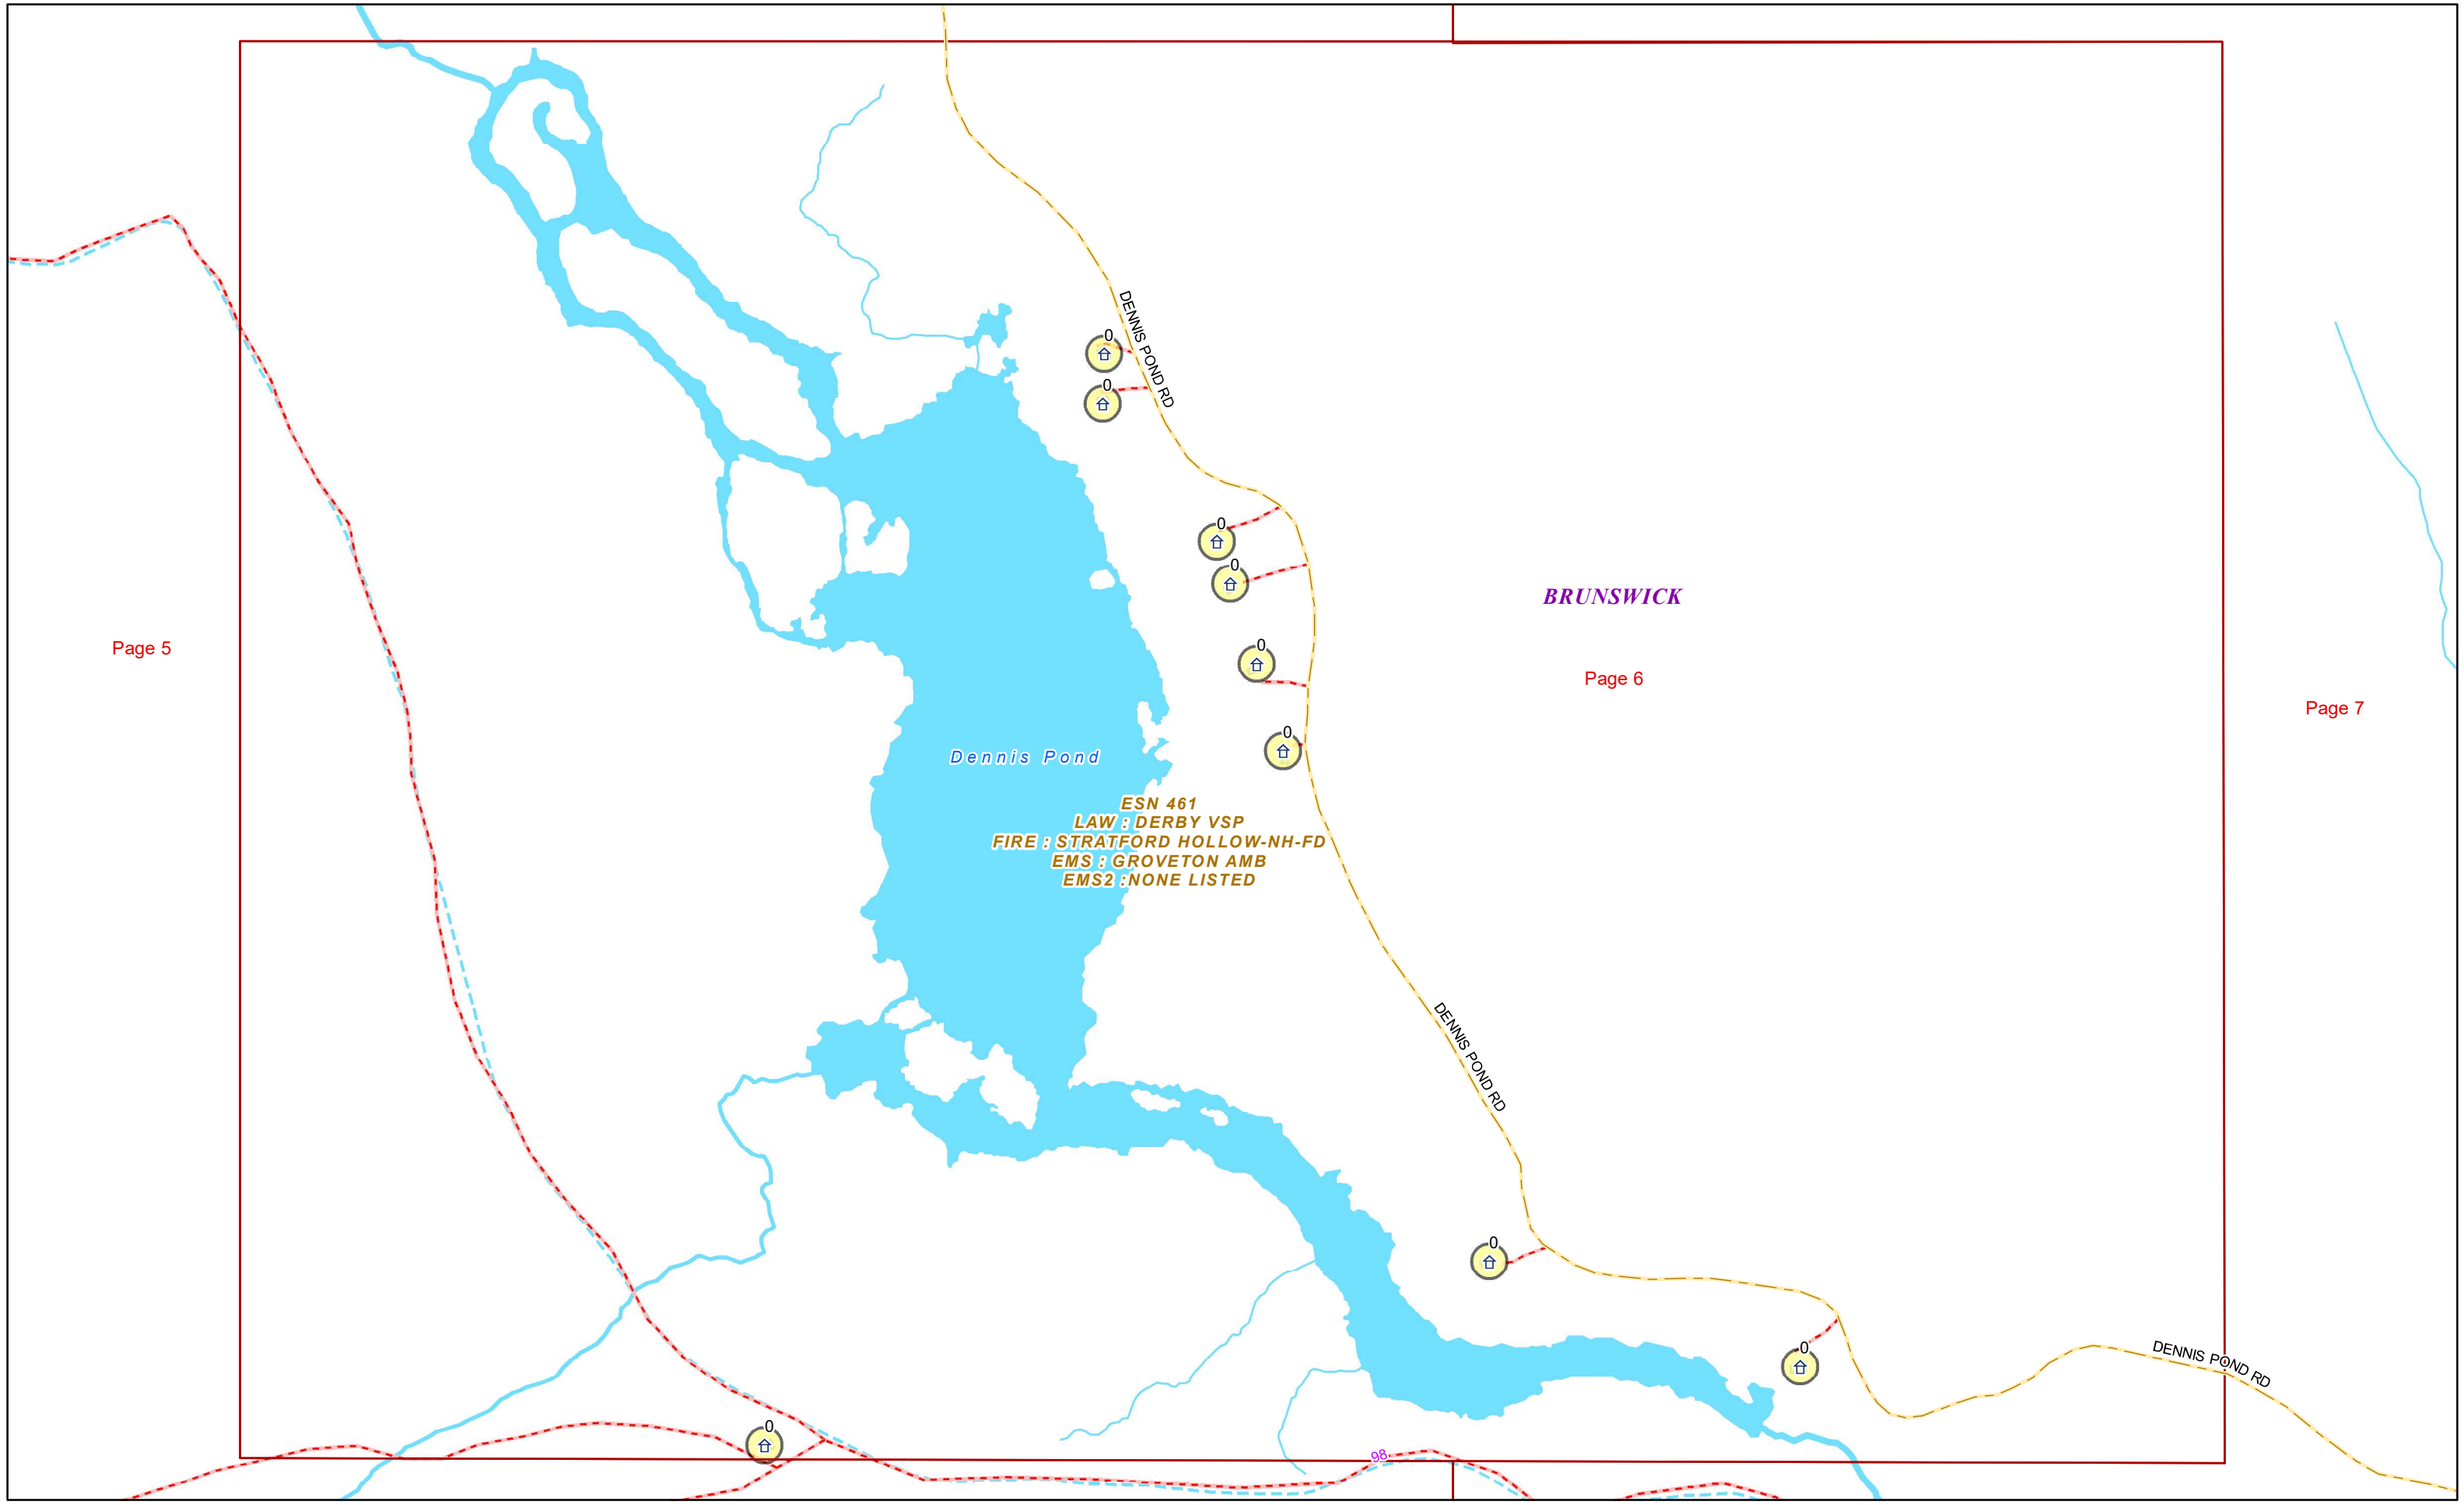 DENNIS POND RD
0
0
0
0
BRUNSWICK
0
Page 5
Page 6
Page 7
0
Dennis Pond
ESN 461
LAW : DERBY VSP
FIRE : STRATFORD HOLLOW-NH-FD
EMS : GROVETON AMB
EMS2 :NONE LISTED
DENNIS POND RD
0
0
DENNIS POND RD
0
98